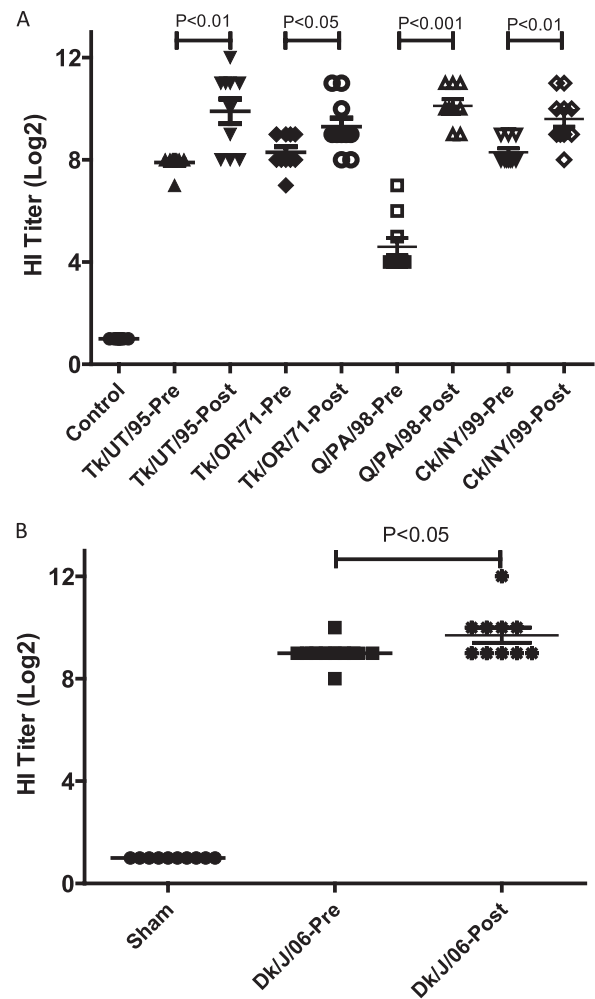 A
P<0.01 P<0.05 P<0.001 P<0.01
HI Titer (Log2)
12
8
4
0
Control
Tk/UT/95-Pre
Tk/UT/95-Post
Tk/OR/71-Pre
Tk/OR/71-Post
Q/PA/98-Pre
Q/PA/98-Post
Ck/NY/99-Pre
Ck/NY/99-Post
B
P<0.05
HI Titer (Log2)
12
8
4
0
Sham
Dk/J/06-Pre
Dk/J/06-Post